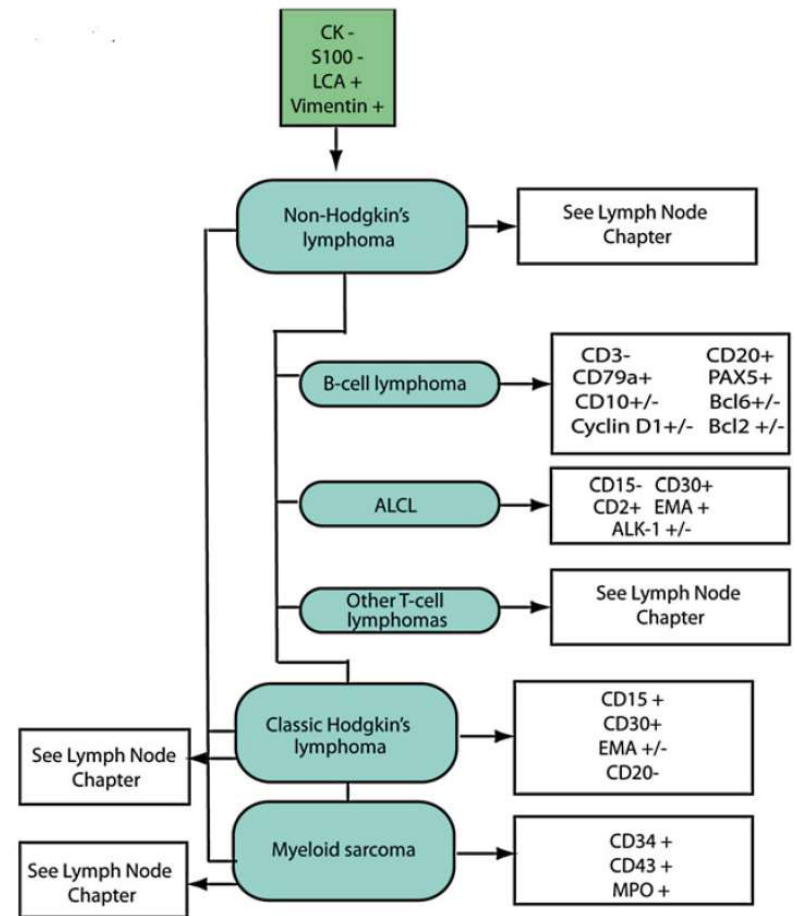 CK -
S100 -
LCA +
Vimentin +
Non-Hodgkin's
lymphoma
See Lymph Node
Chapter
B-cell lymphoma
CD3- CD20+
CD79a+ PAX5+
CD10+/- Bcl6+/-
Cyclin D1+/- Bcl2 +/-
ALCL
CD15- CD30+
CD2+ EMA +
ALK-1 +/-
Other T-cell
lymphomas
See Lymph Node
Chapter
Classic Hodgkin's
lymphoma
CD15 +
CD30+
EMA +/-
CD20-
See Lymph Node
Chapter
Myeloid sarcoma
CD34 +
CD43 +
MPO +
See Lymph Node
Chapter